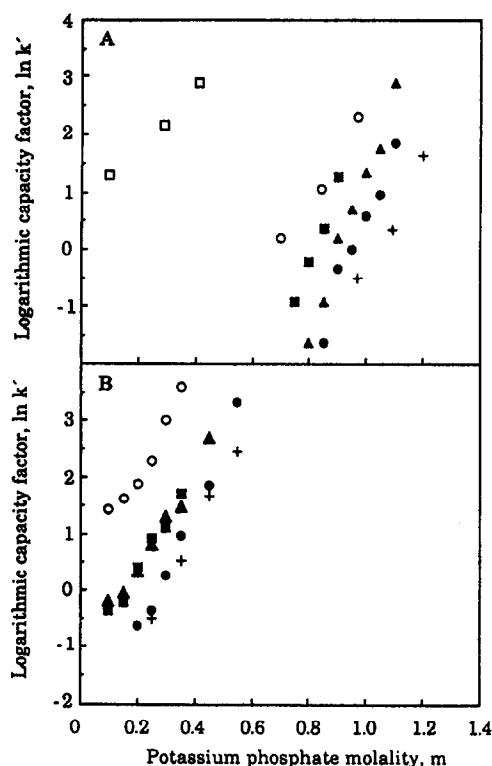 A
4
3
2
1
0
-1
Logarithmic capacity factor, ln k´
B
3
2
1
0
-1
-2
Logarithmic capacity factor, ln k´
0 0.2 0.4 0.6 0.8 1.0 1.2 1.4
Potassium phosphate molality, m